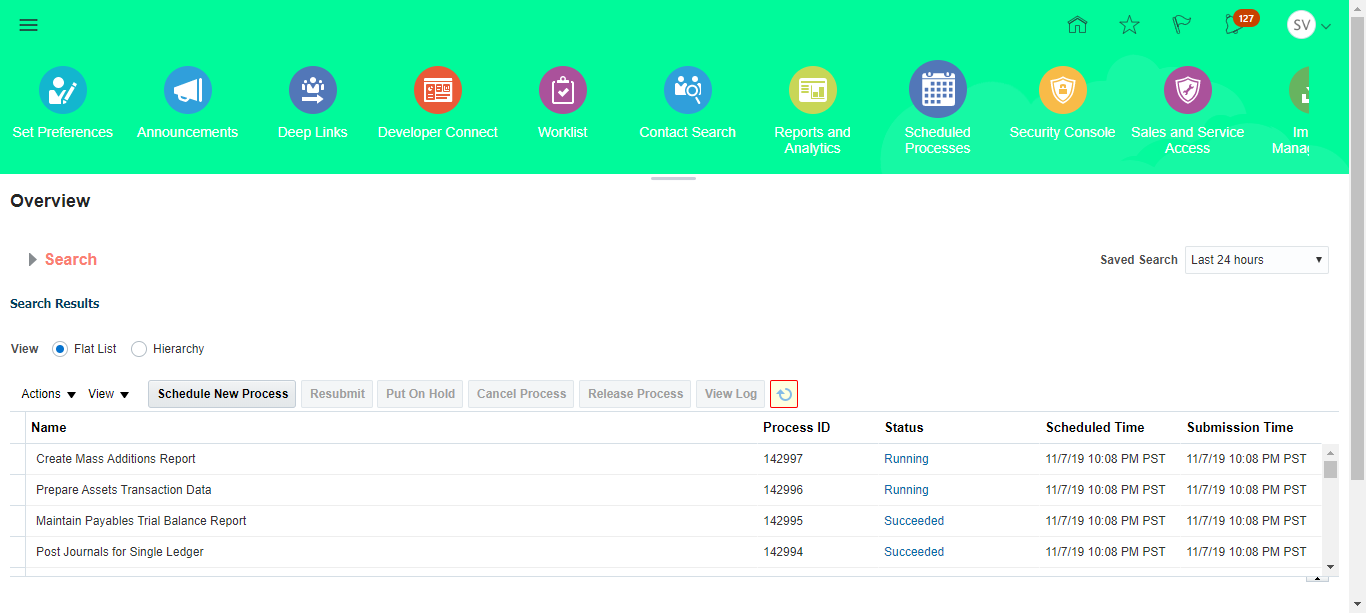 127
SV
Set Preferences
Announcements
Deep Links
Developer Connect
Worklist
Contact Search
Reports and
Analytics
Scheduled
Processes
Security Console
Sales and Service
Access
Im
Manag
Overview
Search
Saved Search Last 24 hours
Search Results
View Flat List Hierarchy
Actions View Schedule New Process Resubmit Put On Hold Cancel Process Release Process View Log
Name Process ID Status Scheduled Time Submission Time
Create Mass Additions Report 142997 Running 11/7/19 10:08 PM PST 11/7/19 10:08 PM PST
Prepare Assets Transaction Data 142996 Running 11/7/19 10:08 PM PST 11/7/19 10:08 PM PST
Maintain Payables Trial Balance Report 142995 Succeeded 11/7/19 10:08 PM PST 11/7/19 10:08 PM PST
Post Journals for Single Ledger 142994 Succeeded 11/7/19 10:08 PM PST 11/7/19 10:08 PM PST